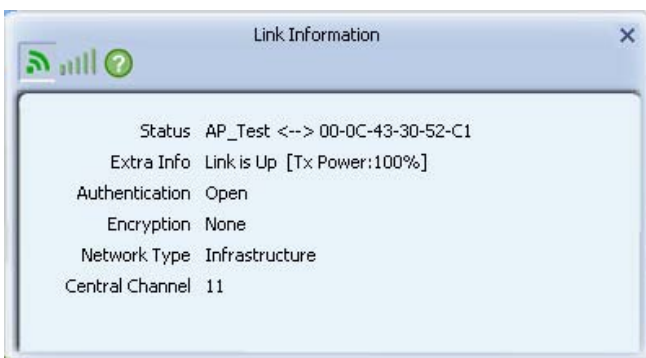 Link Information
Status AP_Test <--> 00-0C-43-30-52-C1
Extra Info Link is Up [Tx Power:100%]
Authentication Open
Encryption None
Network Type Infrastructure
Central Channel 11